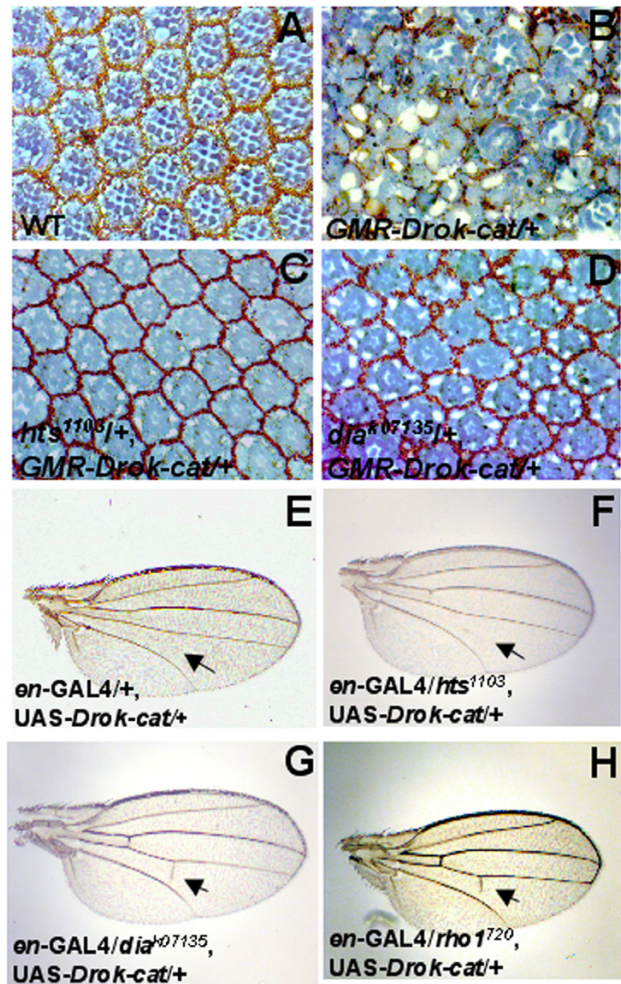 A
WT
B
GMR-Drok-cat/+
C
hts1103/+,
GMR-Drok-cat/+
D
diak07135/+
GMR-Drok-cat/+
E
en-GAL4/+,
UAS-Drok-cat/+
F
en-GAL4/hts1103,
UAS-Drok-cat/+
G
en-GAL4/diak07135,
UAS-Drok-cat/+
H
en-GAL4/rho1720,
UAS-Drok-cat/+